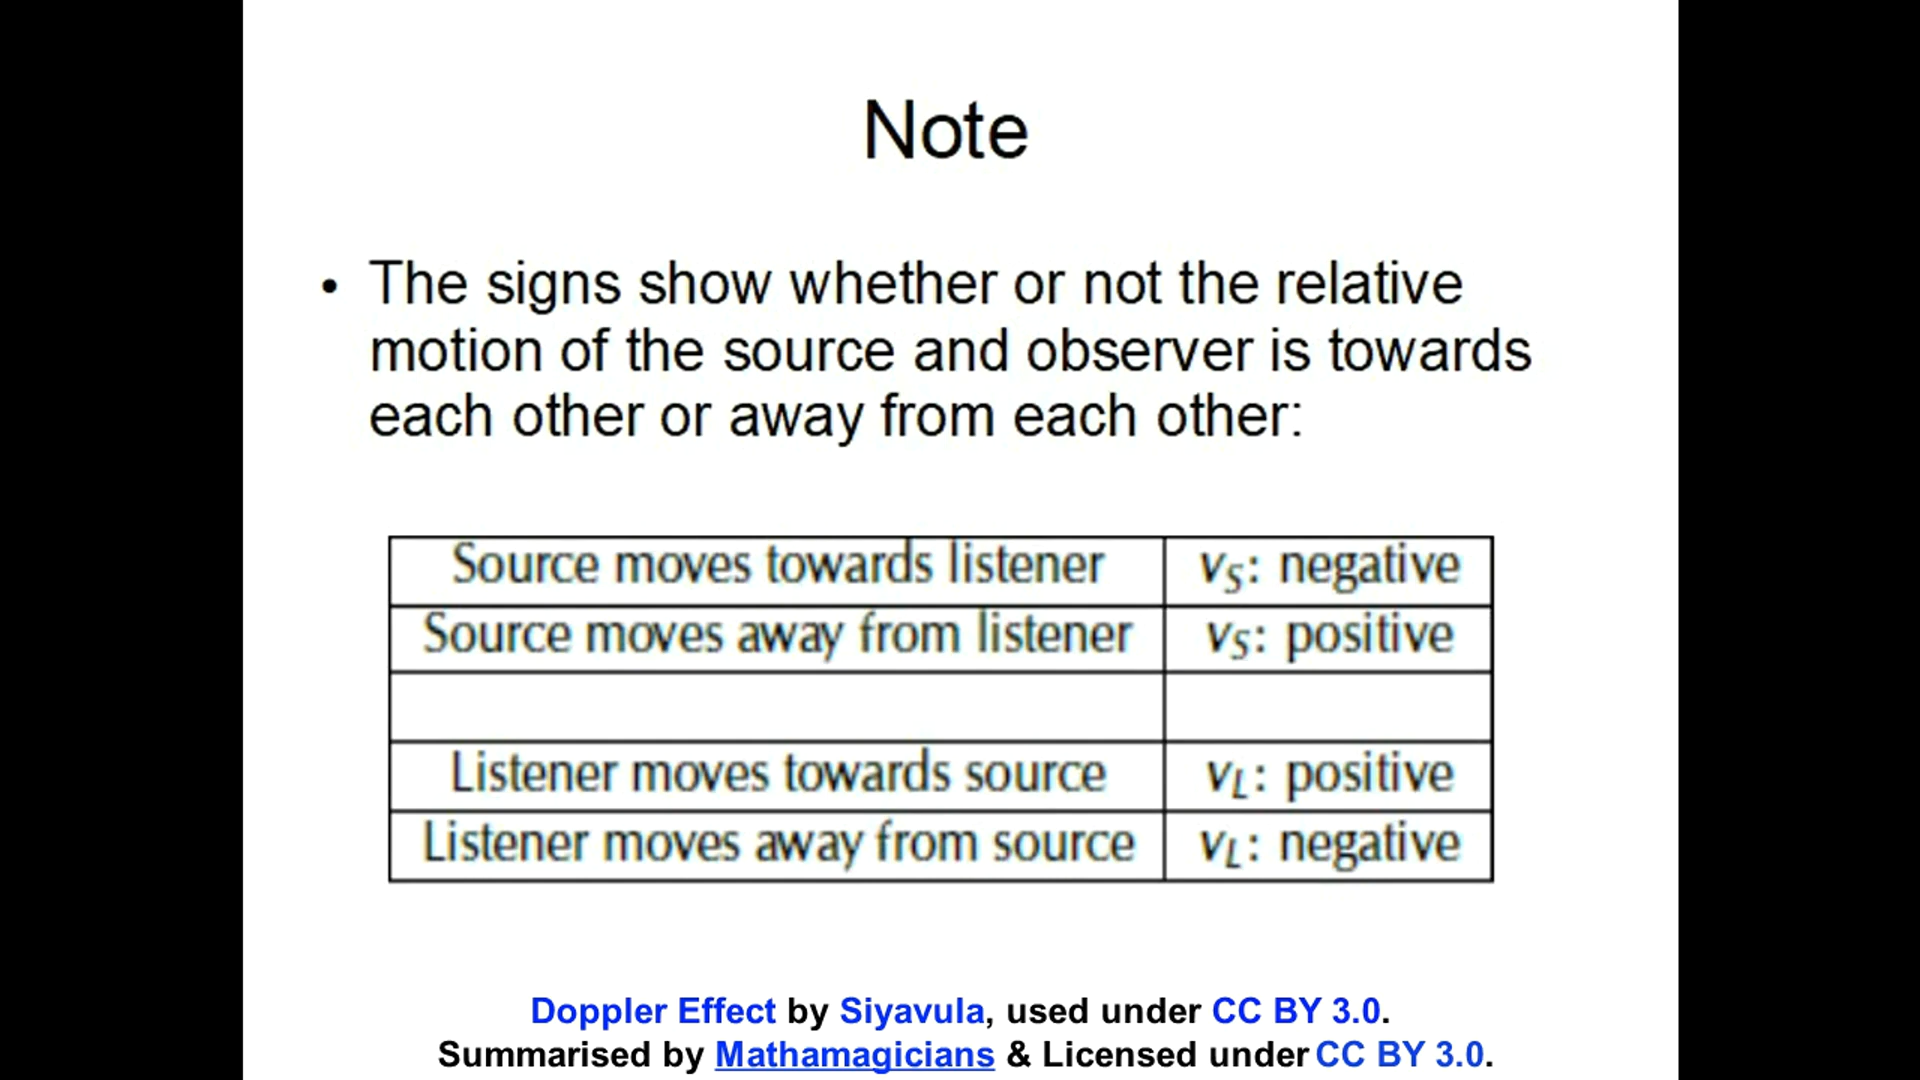 Note
• The signs show whether or not the relative
motion of the source and observer is towards
each other or away from each other:
Source moves towards listener vS: negative
Source moves away from listener vS: positive
Listener moves towards source vL: positive
Listener moves away from source vL: negative
Doppler Effect by Siyavula, used under CC BY 3.0.
Summarised by Mathamagicians & Licensed under CC BY 3.0.